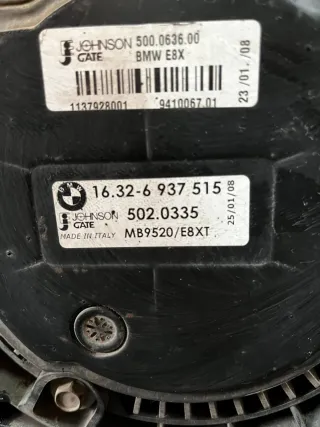 JOHNSON 500.0636.00
GATE BMW E8X
1137928001 9410067.01
23/01./08
BMW 16.32-6 937 515
JOHNSON 502.0335
GATE
MADE IN ITALY MB9520/E8XT
25/01/08